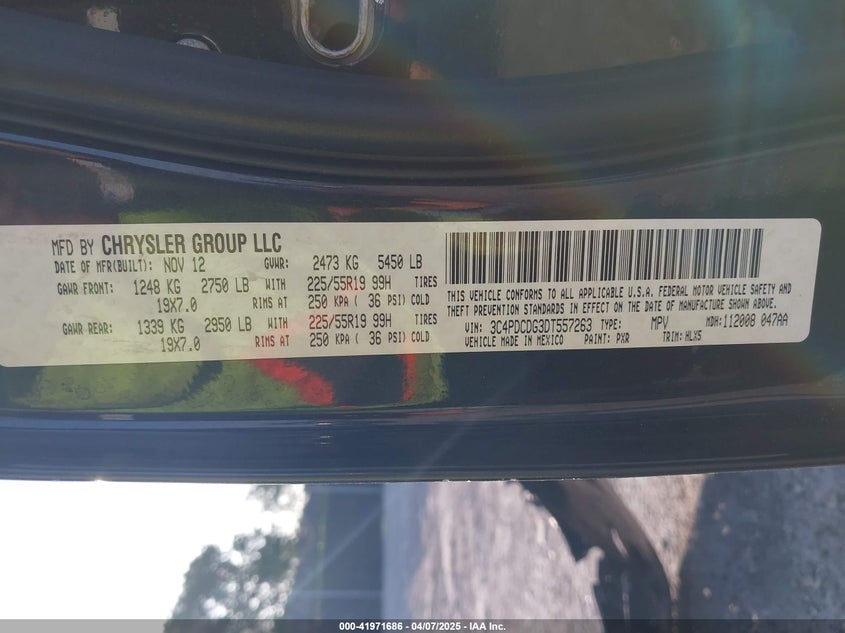 MFD BY CHRYSLER GROUP LLC
DATE OF MFR(BUILT): NOV 12 GVWR: 2473 KG 5450 LB
GAWR FRONT: 1248 KG 2750 LB WITH 225/55R19 99H TIRES
19X7.0 RIMS AT 250 KPA ( 36 PSI) COLD
GAWR REAR: 1339 KG 2950 LB WITH 225/55R19 99H TIRES
19X7.0 RIMS AT 250 KPA ( 36 PSI) COLD
THIS VEHICLE CONFORMS TO ALL APPLICABLE U.S.A. FEDERAL MOTOR VEHICLE SAFETY AND
THEFT PREVENTION STANDARDS IN EFFECT ON THE DATE OF MANUFACTURE SHOWN ABOVE.
VIN: 3C4PDCDG3DT557263 TYPE: MPV MDH: 112008 047AA
VEHICLE MADE IN MEXICO PAINT: PXR TRIM: HLX5
000-41971686 - 04/07/2025 - IAA Inc.